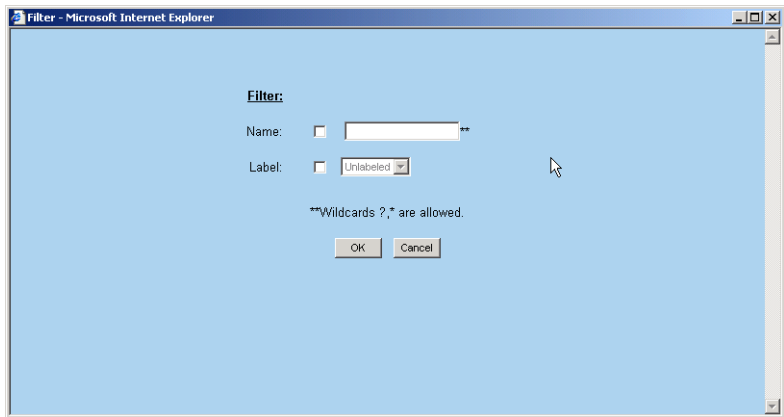 Filter - Microsoft Internet Explorer
Filter:
Name: **
Label: Unlabeled
**Wildcards ?,* are allowed.
OK Cancel